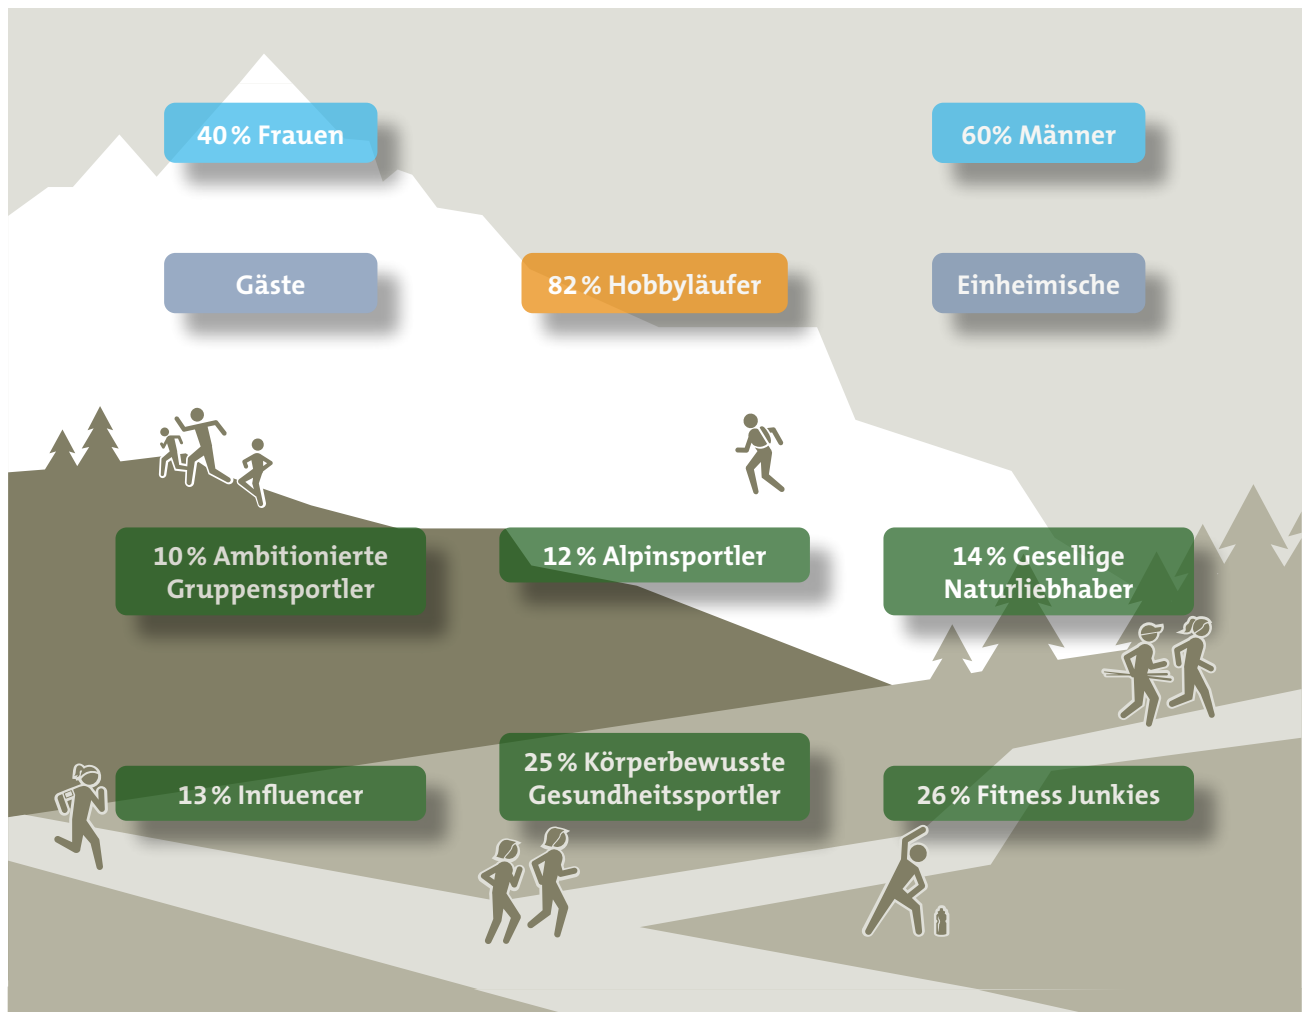 40 % Frauen
60% Männer
Gäste
82 % Hobbyläufer
Einheimische
10 % Ambitionierte
Gruppensportler
12 % Alpinsportler
14 % Gesellige
Naturliebhaber
13 % Influencer
25 % Körperbewusste
Gesundheitssportler
26 % Fitness Junkies